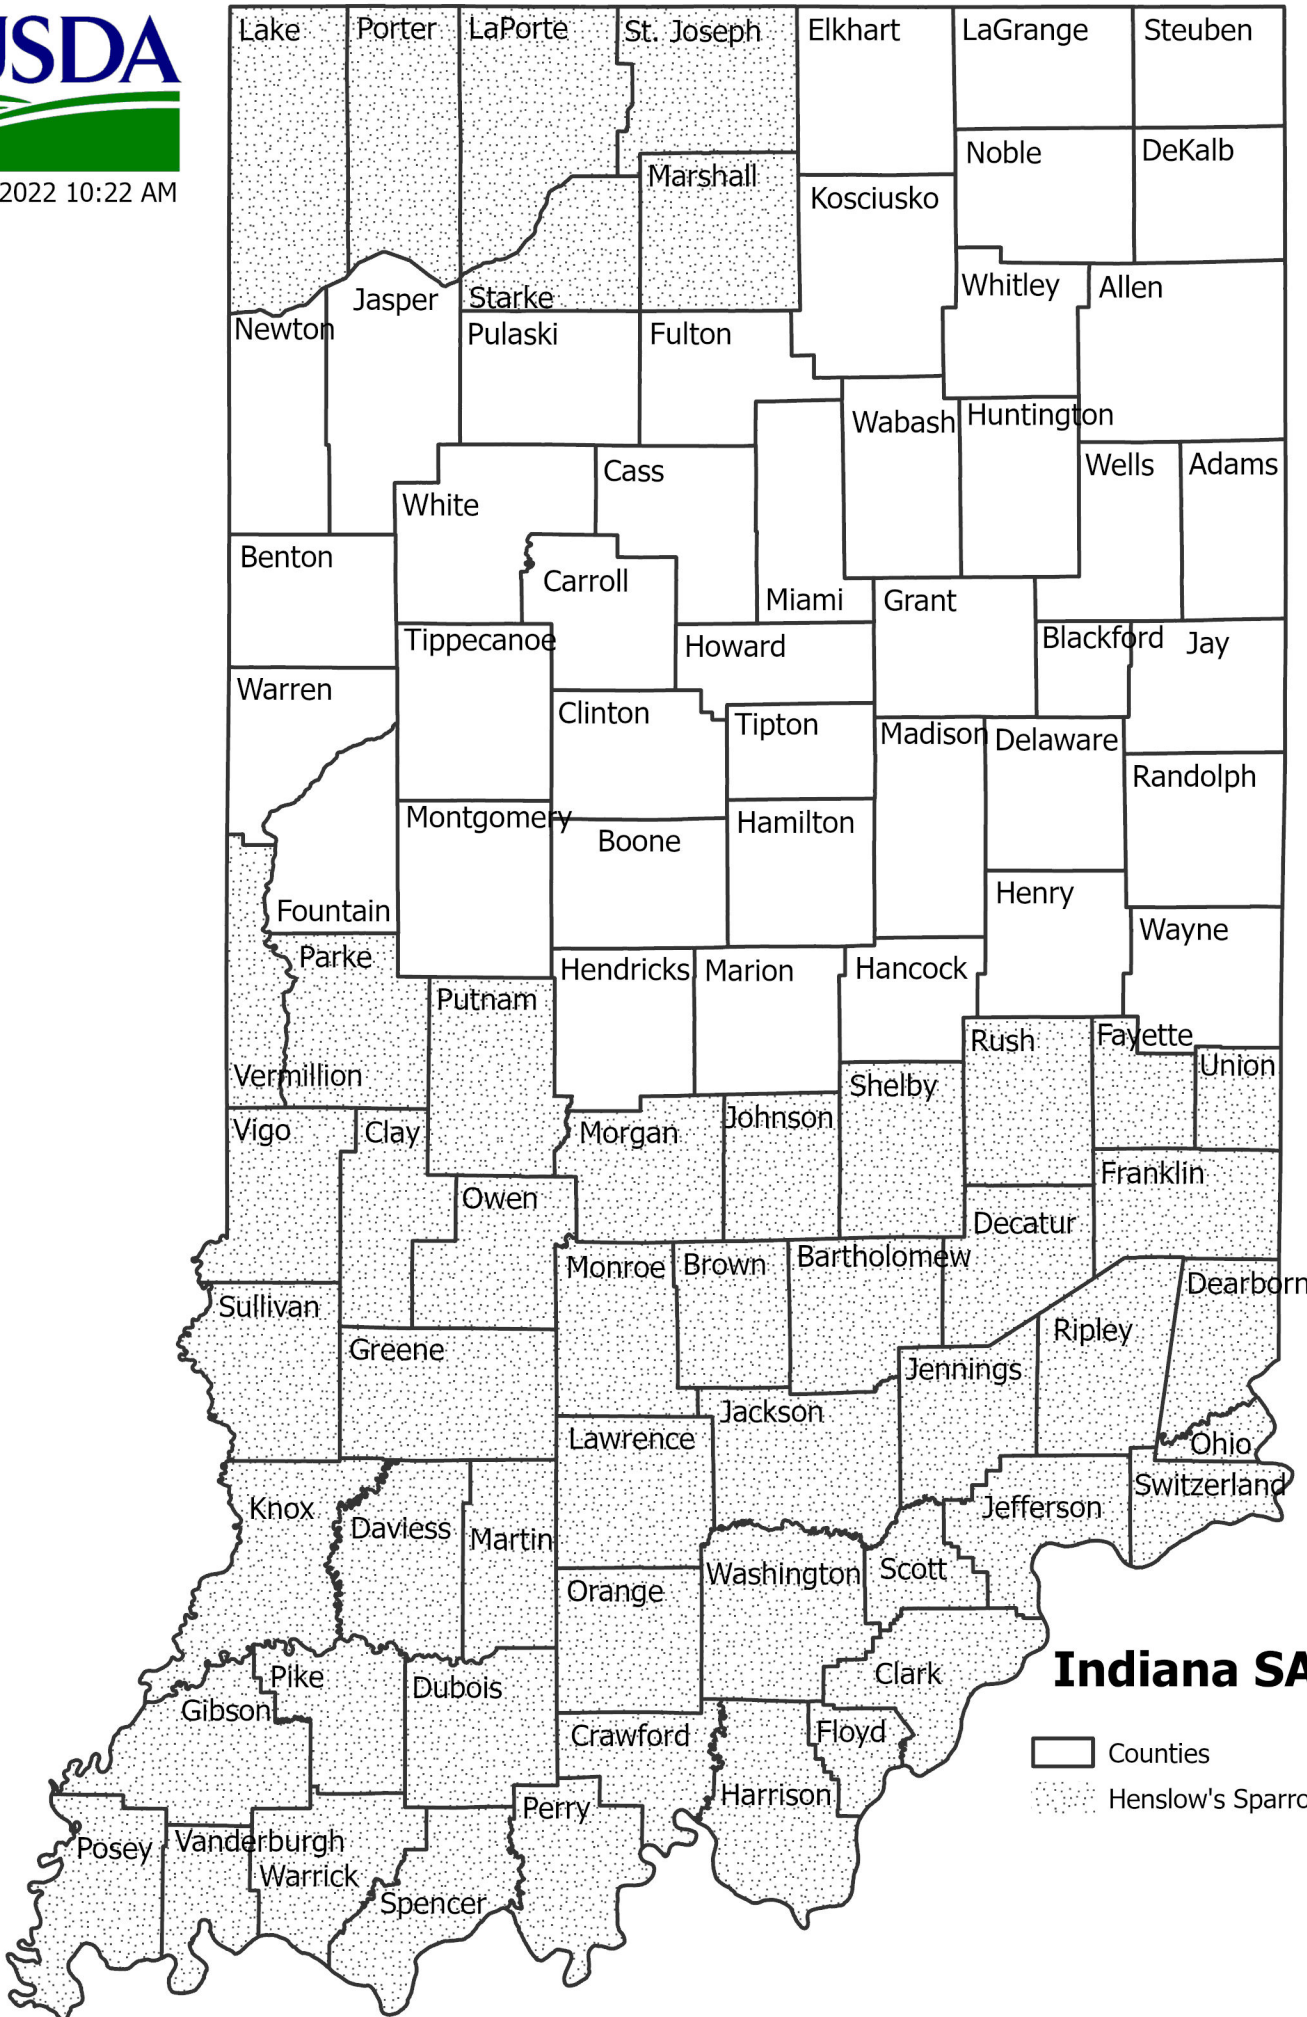 USDA
2022 10:22 AM
Lake
Porter
LaPorte
St. Joseph
Elkhart
LaGrange
Steuben
Noble
DeKalb
Marshall
Kosciusko
Whitley
Allen
Starke
Jasper
Newton
Pulaski
Fulton
Wabash
Huntington
Wells
Adams
Cass
White
Benton
Carroll
Miami
Grant
Blackford
Jay
Tippecanoe
Howard
Warren
Clinton
Tipton
Madison
Delaware
Randolph
Montgomery
Boone
Hamilton
Henry
Fountain
Wayne
Parke
Hendricks
Marion
Hancock
Putnam
Rush
Fayette
Union
Vermillion
Shelby
Vigo
Clay
Morgan
Johnson
Franklin
Owen
Decatur
Monroe
Brown
Bartholomew
Dearborn
Sullivan
Ripley
Greene
Jennings
Jackson
Lawrence
Ohio
Switzerland
Knox
Daviess
Martin
Jefferson
Washington
Scott
Orange
Pike
Dubois
Clark
Gibson
Crawford
Floyd
Harrison
Perry
Posey
Vanderburgh
Warrick
Spencer
Indiana SA
Counties
Henslow's Sparro